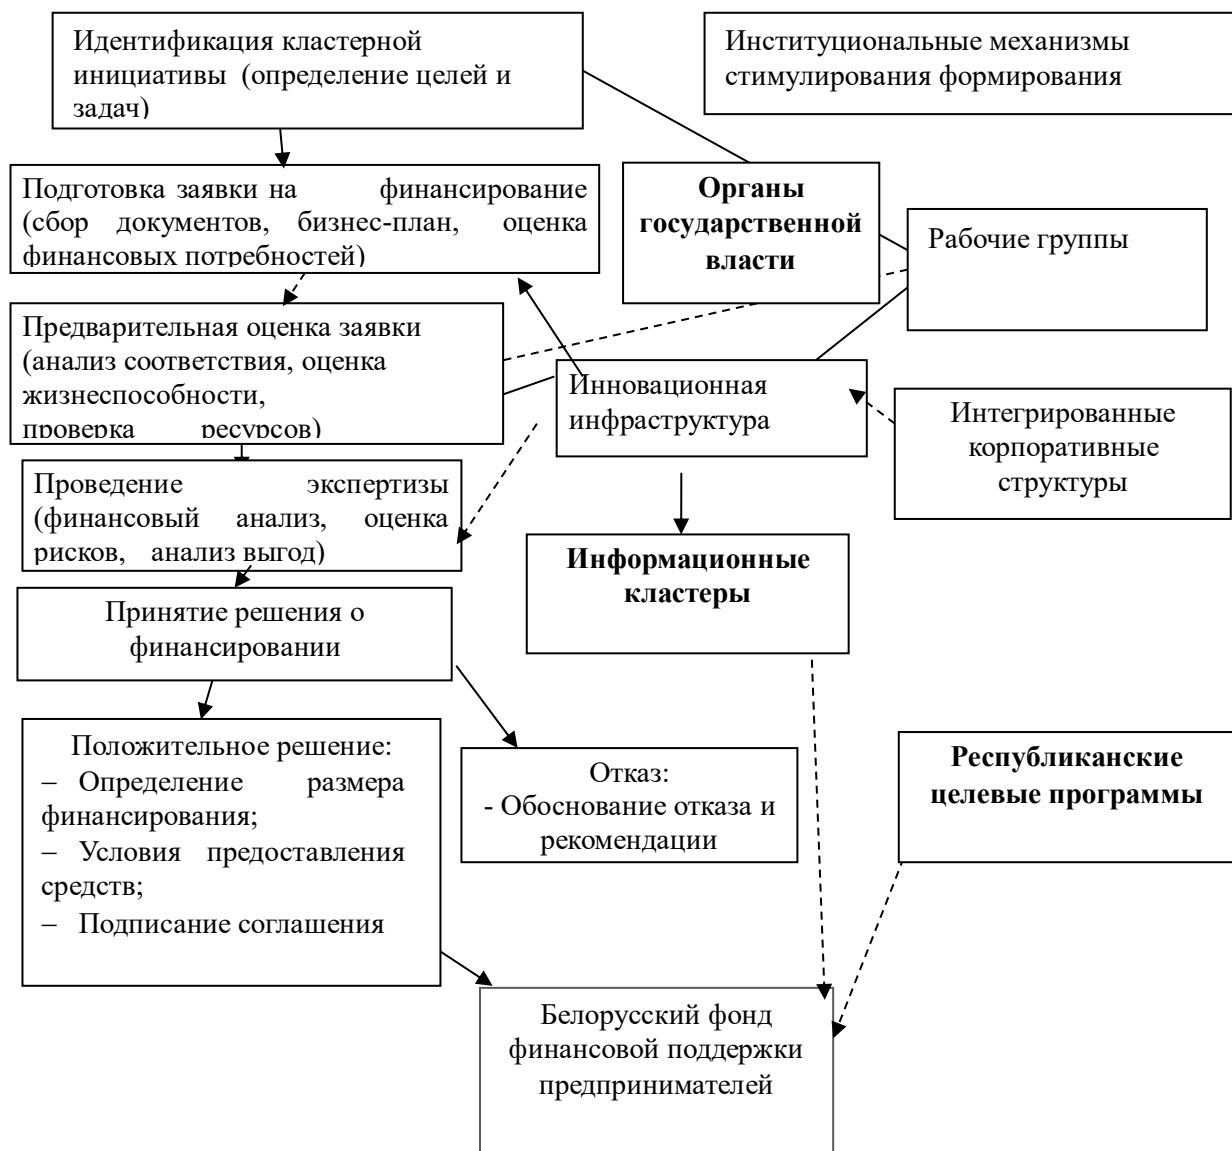 Идентификация кластерной
инициативы (определение целей и
задач)
Институциональные механизмы
стимулирования формирования
Подготовка заявки на финансирование
(сбор документов, бизнес-план, оценка
финансовых потребностей)
Органы
государственной
власти
Рабочие группы
Предварительная оценка заявки
(анализ соответствия, оценка
жизнеспособности,
проверка ресурсов)
Инновационная
инфраструктура
Интегрированные
корпоративные
структуры
Проведение экспертизы
(финансовый анализ, оценка
рисков, анализ выгод)
Информационные
кластеры
Принятие решения о
финансировании
Положительное решение:
– Определение размера
финансирования;
– Условия предоставления
средств;
– Подписание соглашения
Отказ:
- Обоснование отказа и
рекомендации
Республиканские
целевые программы
Белорусский фонд
финансовой поддержки
предпринимателей